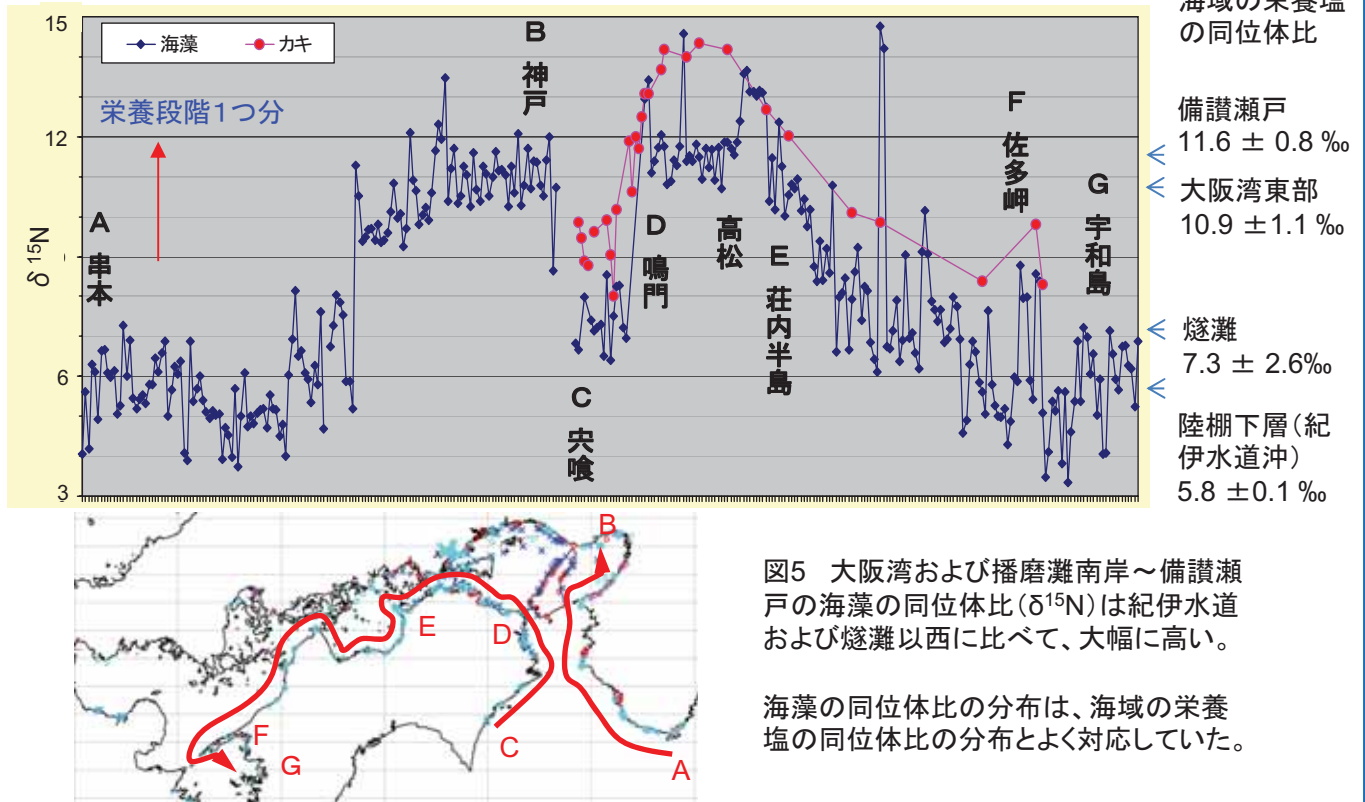 海域の栄養塩
の同位体比
15
12
6
3
δ ¹⁵N
海藻
カキ
栄養段階1つ分
A 串本
B 神戸
C 宍喰
D 鳴門
高松
E 荘内半島
F 佐多岬
G 宇和島
備讃瀬戸
11.6 ± 0.8 ‰
大阪湾東部
10.9 ±1.1 ‰
燧灘
7.3 ± 2.6‰
陸棚下層(紀
伊水道沖)
5.8 ±0.1 ‰
B
E
D
F
G
C
A
図5 大阪湾および播磨灘南岸~備讃瀬
戸の海藻の同位体比(δ¹⁵N)は紀伊水道
および燧灘以西に比べて、大幅に高い。
海藻の同位体比の分布は、海域の栄養
塩の同位体比の分布とよく対応していた。